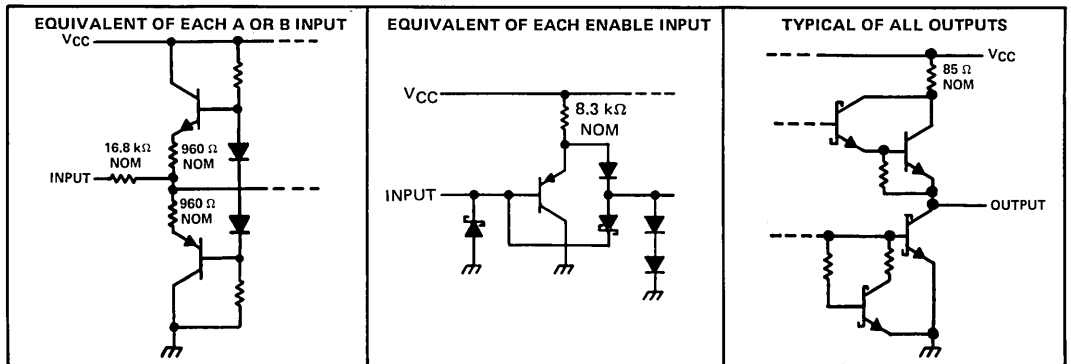 EQUIVALENT OF EACH A OR B INPUT
VCC
16.8 kΩ
NOM
960 Ω
NOM
INPUT
960 Ω
NOM
EQUIVALENT OF EACH ENABLE INPUT
VCC
8.3 kΩ
NOM
INPUT
TYPICAL OF ALL OUTPUTS
VCC
85 Ω
NOM
OUTPUT